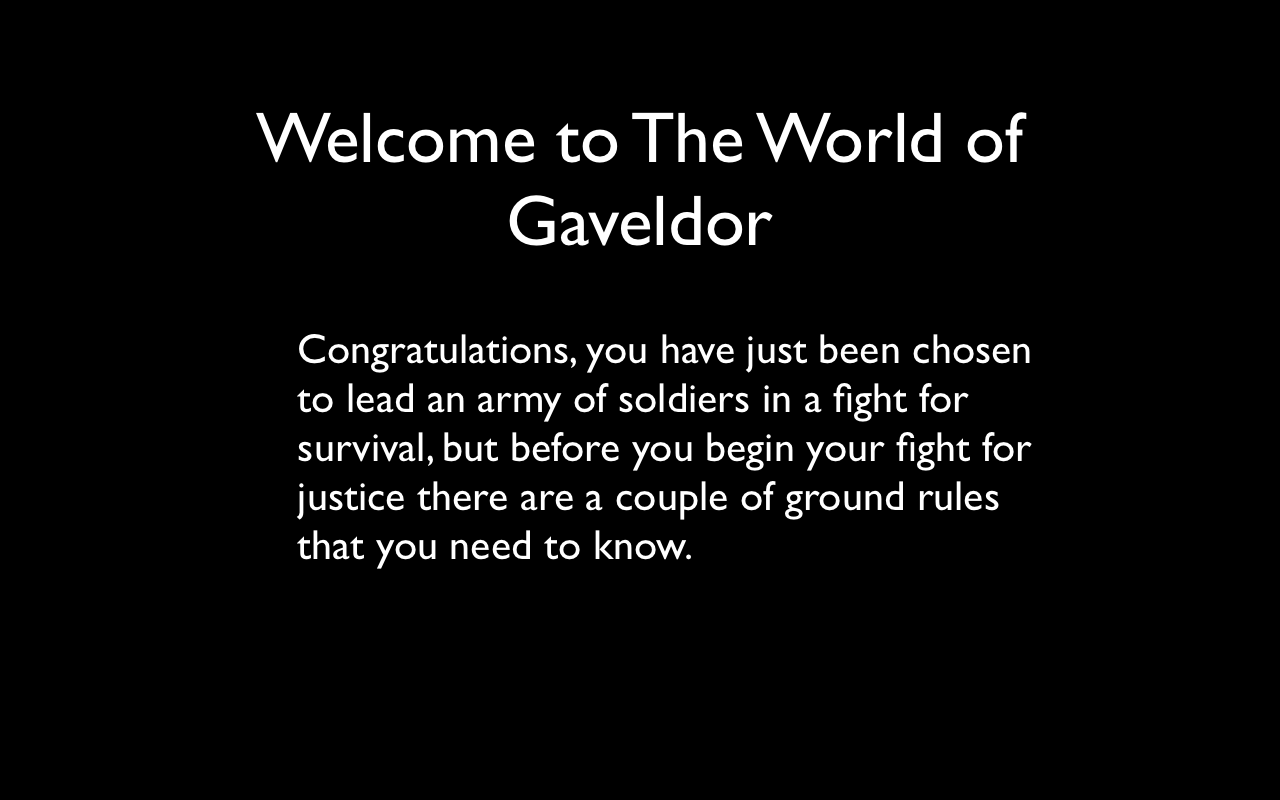 Welcome to The World of
Gaveldor
Congratulations, you have just been chosen
to lead an army of soldiers in a fight for
survival, but before you begin your fight for
justice there are a couple of ground rules
that you need to know.